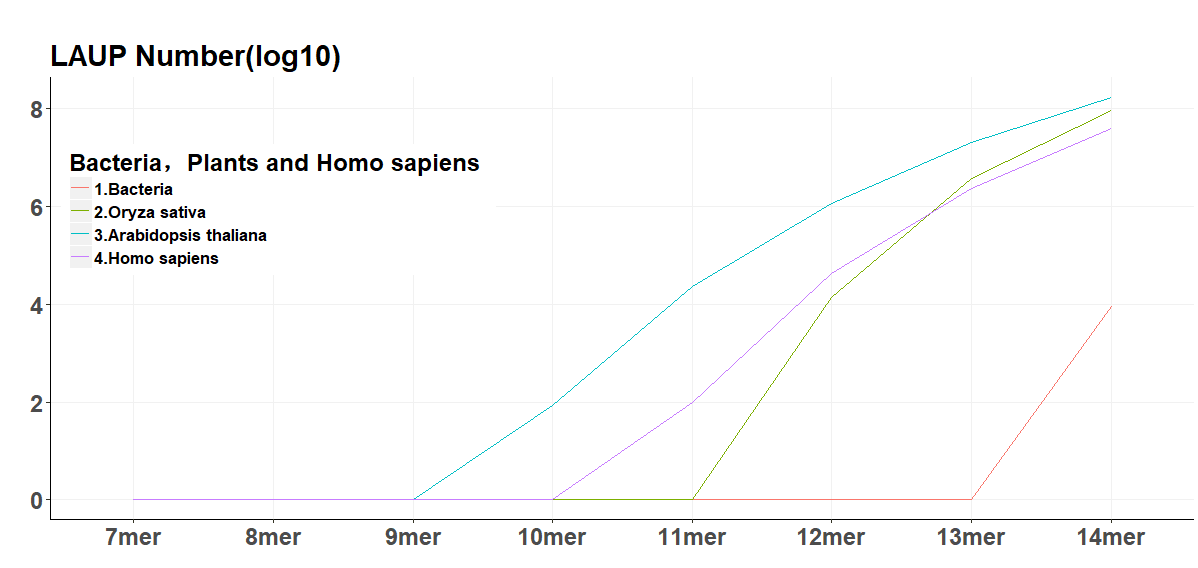 LAUP Number(log10)
8
Bacteria，Plants and Homo sapiens
1.Bacteria
6
2.Oryza sativa
3.Arabidopsis thaliana
4.Homo sapiens
4
2
0
7mer 8mer 9mer 10mer 11mer 12mer 13mer 14mer